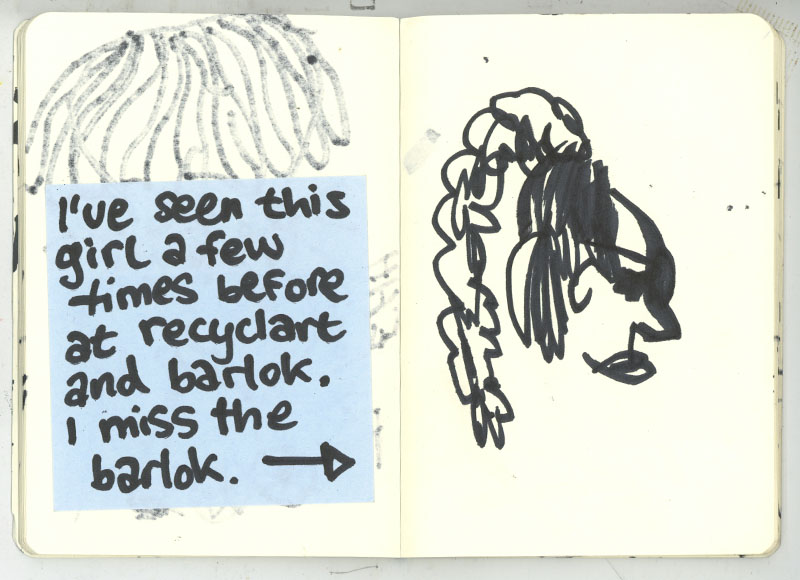 I've seen this
girl a few
times before
at recyclart
and barlok.
I miss the
barlok. →